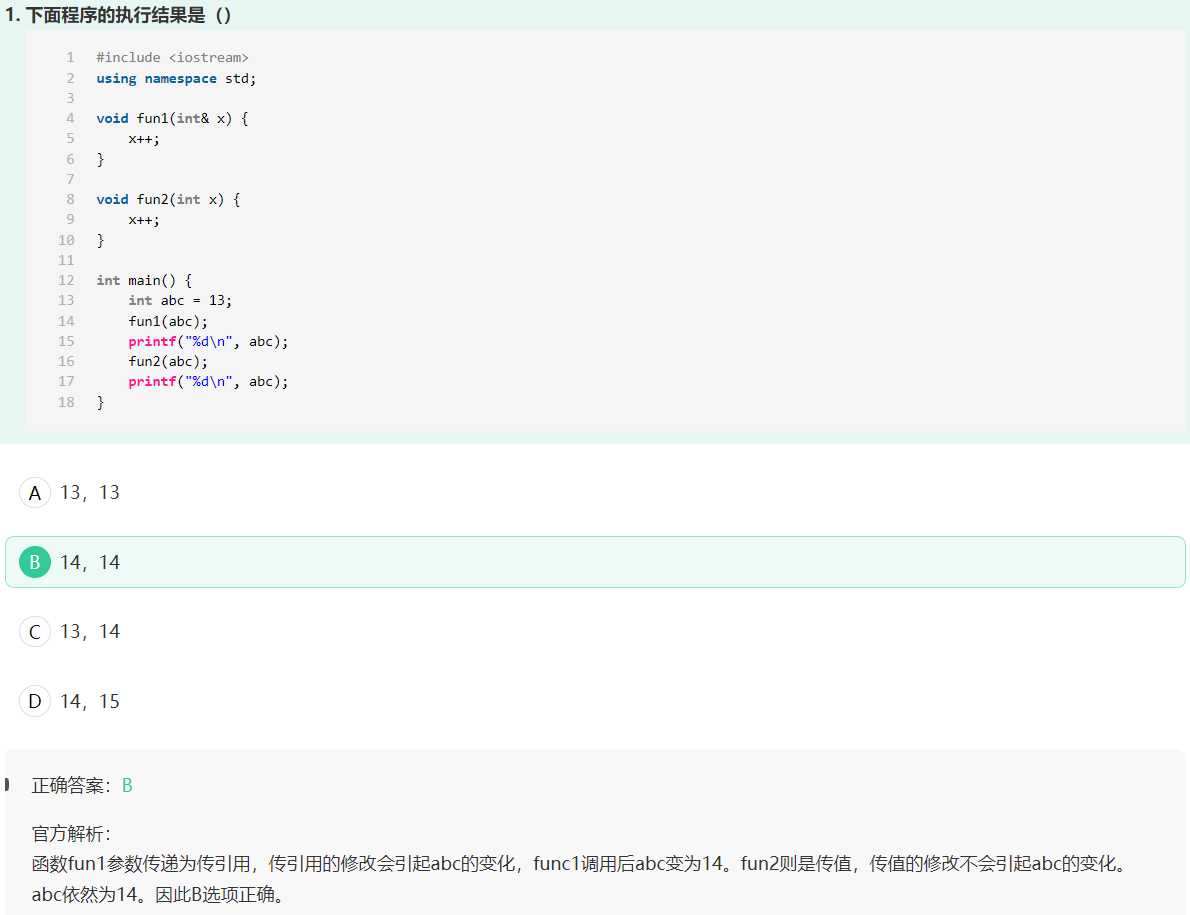 1. 下面程序的执行结果是（）
1 #include <iostream>
2 using namespace std;
3
4 void fun1(int& x) {
5     x++;
6 }
7
8 void fun2(int x) {
9     x++;
10 }
11
12 int main() {
13     int abc = 13;
14     fun1(abc);
15     printf("%d\n", abc);
16     fun2(abc);
17     printf("%d\n", abc);
18 }
A 13，13
B 14，14
C 13，14
D 14，15
正确答案：B
官方解析：
函数fun1参数传递为传引用，传引用的修改会引起abc的变化，func1调用后abc变为14。fun2则是传值，传值的修改不会引起abc的变化。
abc依然为14。因此B选项正确。